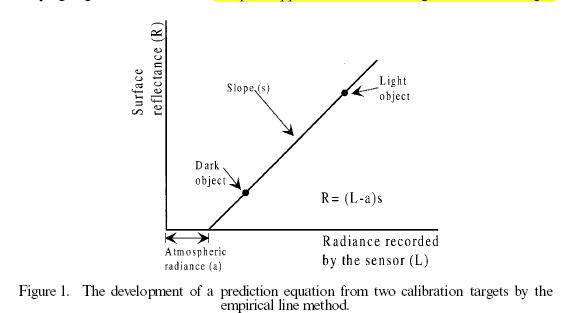 Surface
reflectance (R)
Slope (s)
Light
object
Dark
object
R= (L-a)s
Atmospheric
radiance (a)
Radiance recorded
by the sensor (L)
Figure 1. The development of a prediction equation from two calibration targets by the
empirical line method.